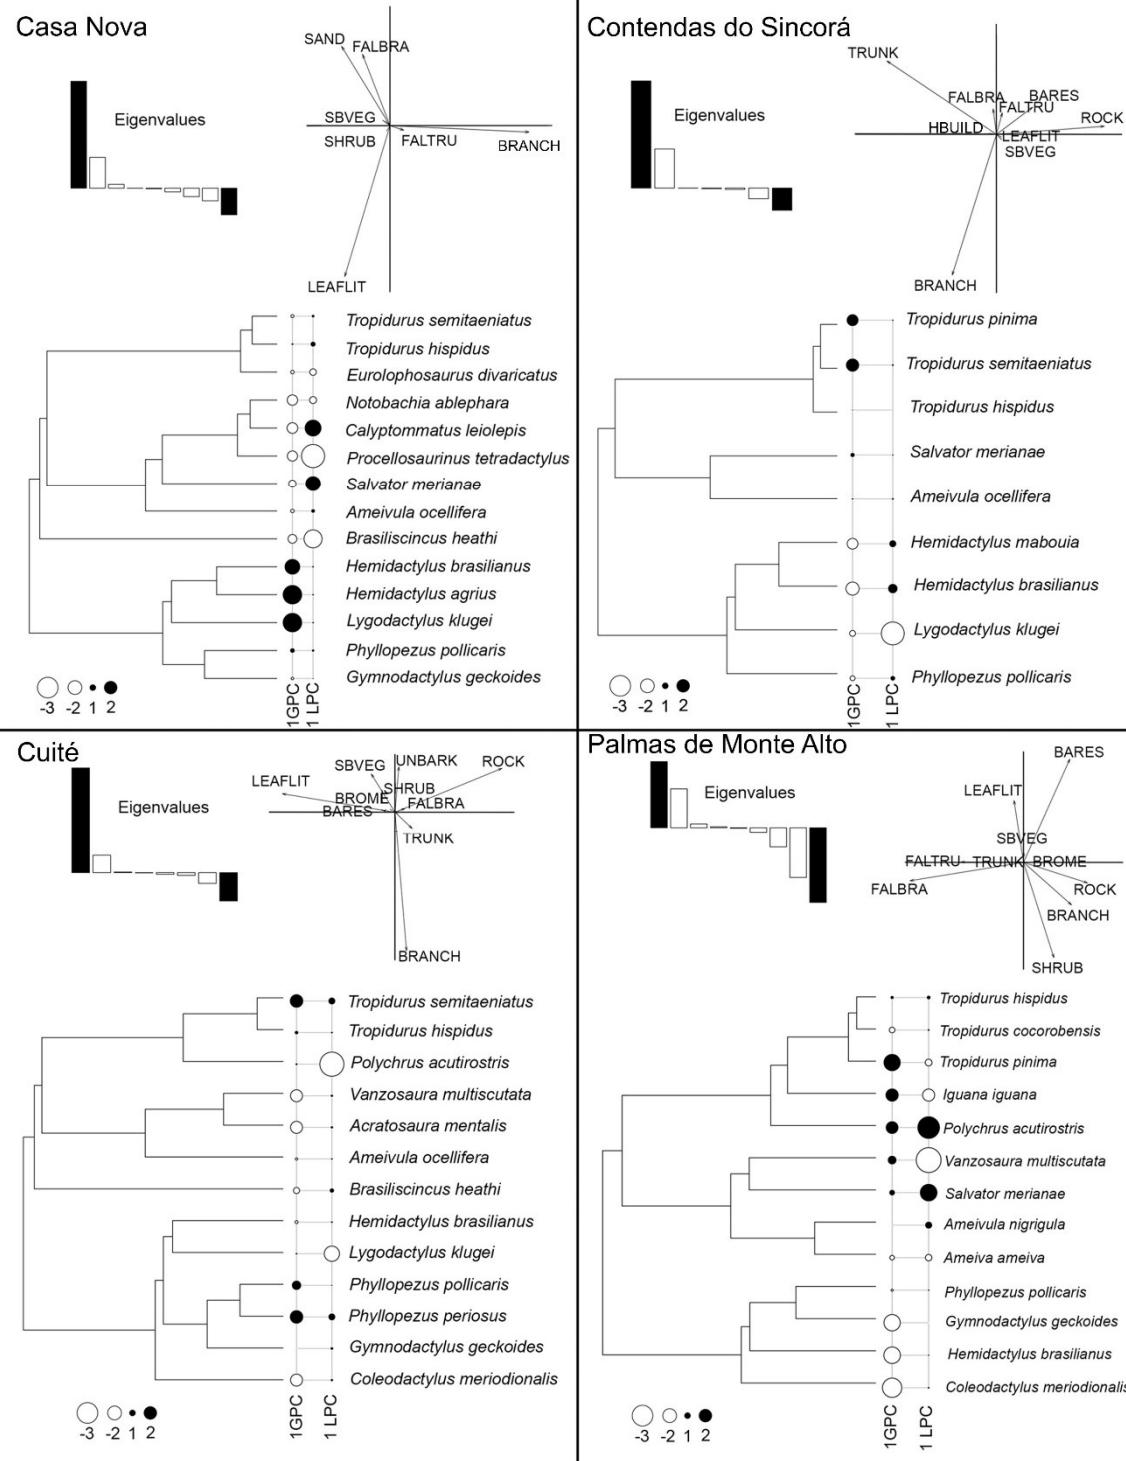 Casa Nova
SAND
FALBRA
Eigenvalues
SBVEG
SHRUB
FALTRU
BRANCH
LEAFLIT
Tropidurus semitaeniatus
Tropidurus hispidus
Eurolophosaurus divaricatus
Notobachia ablephara
Calyptommatus leiolepis
Procellosaurinus tetradactylus
Salvator merianae
Ameivula ocellifera
Brasiliscincus heathi
Hemidactylus brasilianus
Hemidactylus agrius
Lygodactylus klugei
Phyllopezus pollicaris
Gymnodactylus geckoides
-3 -2 1 2
1GPC
1 LPC
Contendas do Sincorá
TRUNK
Eigenvalues
FALBRA
BARES
FALTRU
ROCK
HBUILD
LEAFLIT
SBVEG
BRANCH
Tropidurus pinima
Tropidurus semitaeniatus
Tropidurus hispidus
Salvator merianae
Ameivula ocellifera
Hemidactylus mabouia
Hemidactylus brasilianus
Lygodactylus klugei
Phyllopezus pollicaris
-3 -2 1 2
1GPC
1 LPC
Cuité
SBVEG
UNBARK
ROCK
LEAFLIT
SHRUB
Eigenvalues
BROME
FALBRA
BARES
TRUNK
BRANCH
Tropidurus semitaeniatus
Tropidurus hispidus
Polychrus acutirostris
Vanzosaura multiscutata
Acratosaura mentalis
Ameivula ocellifera
Brasiliscincus heathi
Hemidactylus brasilianus
Lygodactylus klugei
Phyllopezus pollicaris
Phyllopezus periosus
Gymnodactylus geckoides
Coleodactylus meriodionalis
-3 -2 1 2
1GPC
1 LPC
Palmas de Monte Alto
BARES
Eigenvalues
LEAFLIT
SBVEG
FALTRU
TRUNK
BROME
FALBRA
ROCK
BRANCH
SHRUB
Tropidurus hispidus
Tropidurus cocorobensis
Tropidurus pinima
Iguana iguana
Polychrus acutirostris
Vanzosaura multiscutata
Salvator merianae
Ameivula nigrigula
Ameiva ameiva
Phyllopezus pollicaris
Gymnodactylus geckoides
Hemidactylus brasilianus
Coleodactylus meriodionalis
-3 -2 1 2
1GPC
1 LPC